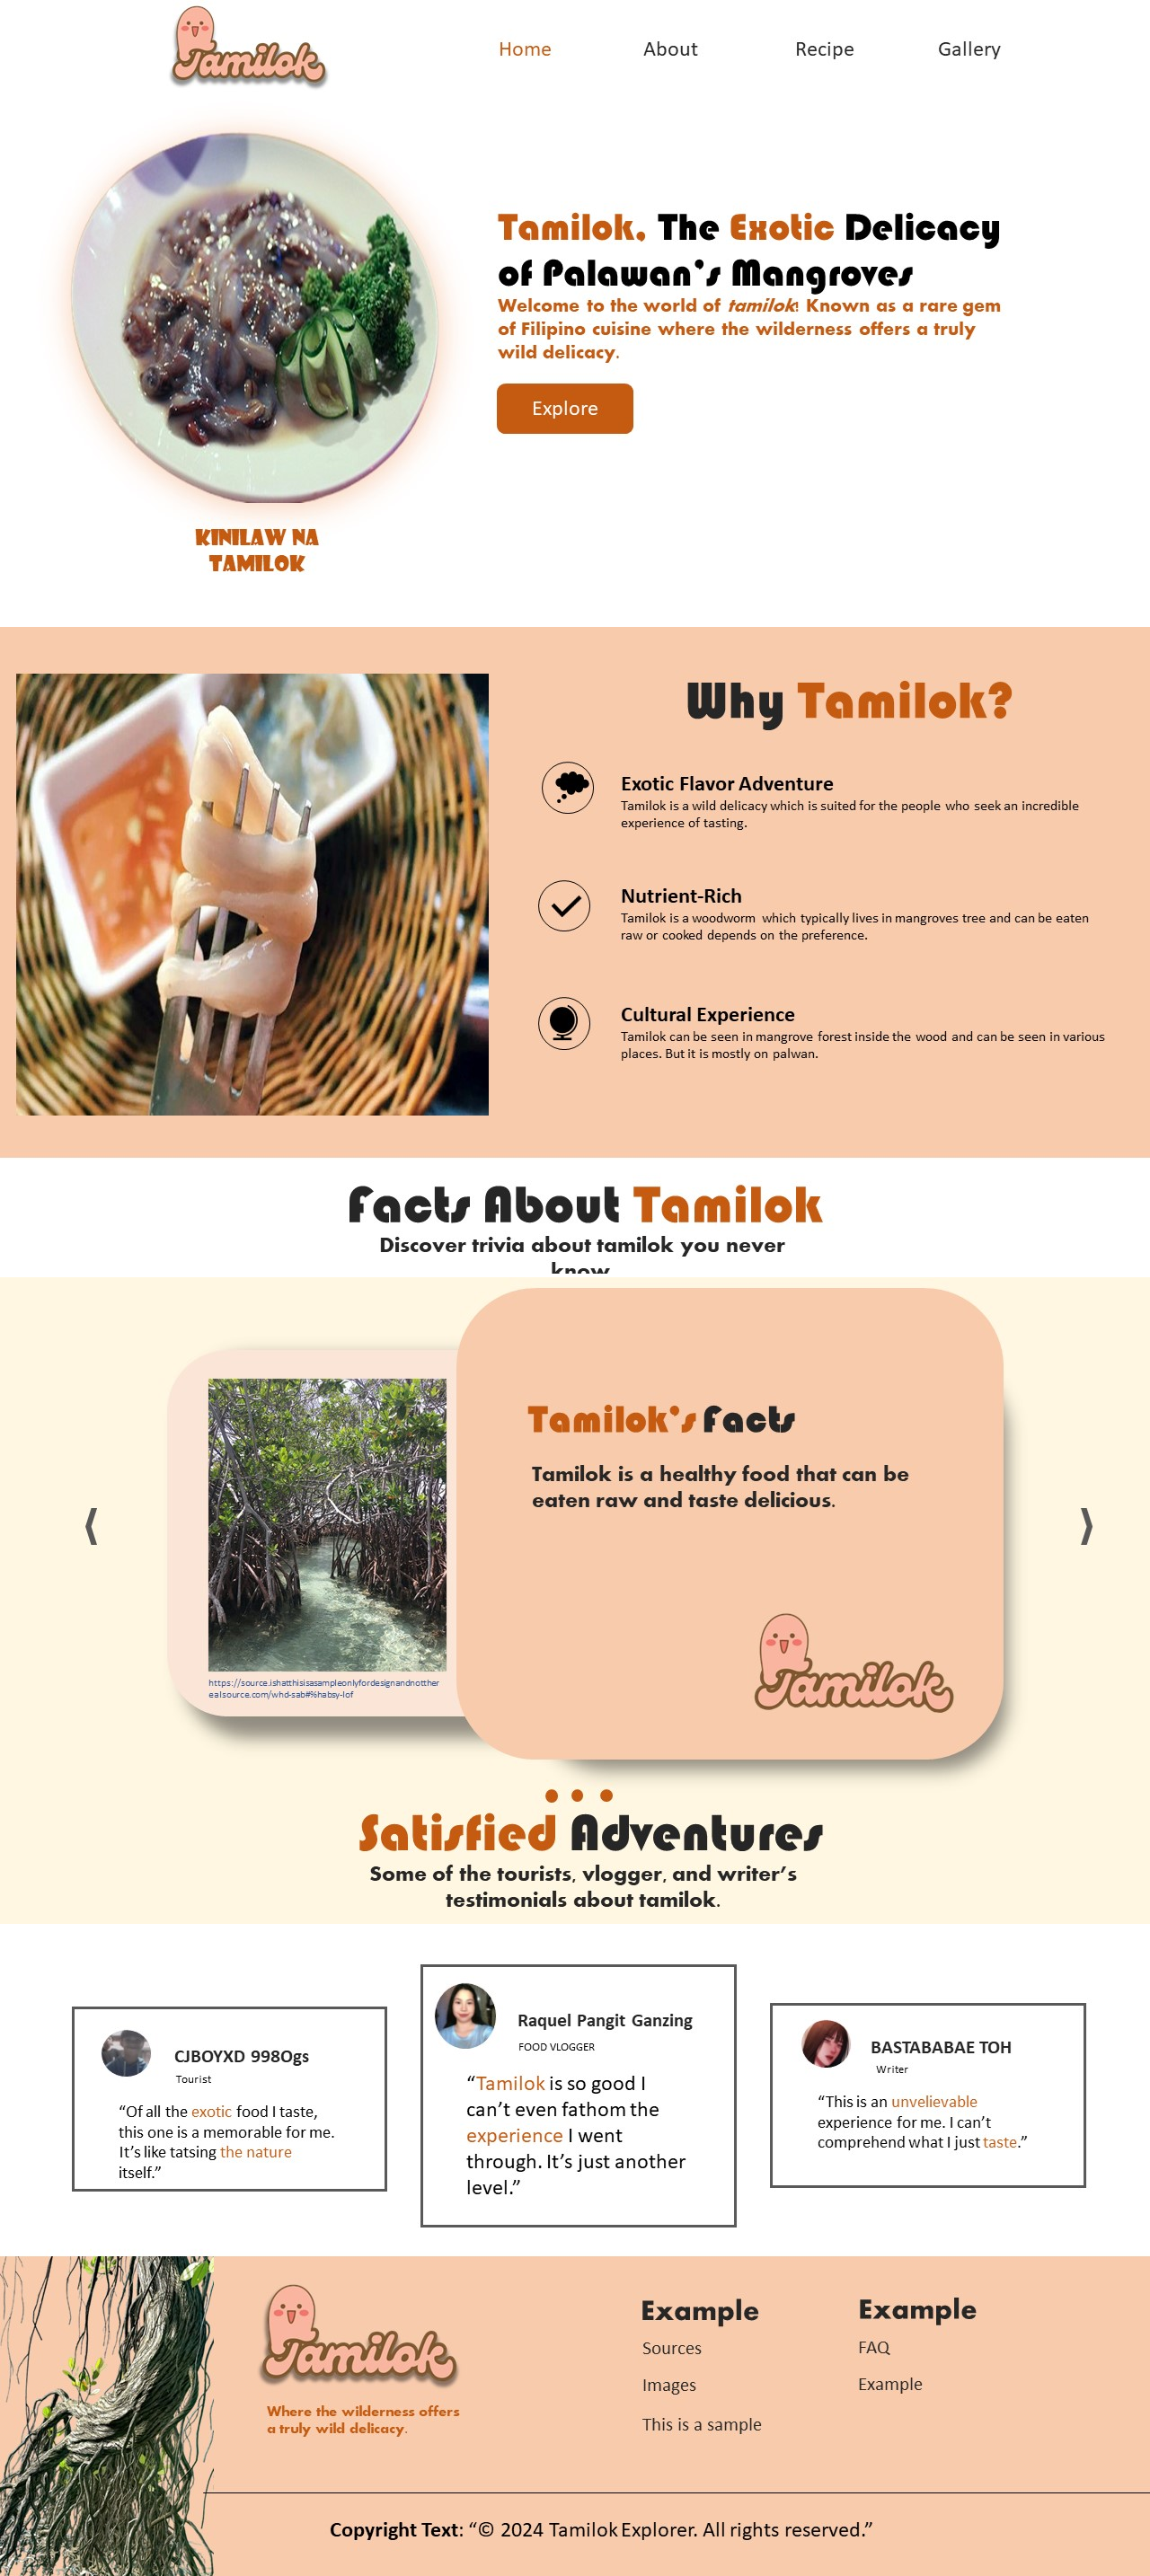 Tamilok
Home
About
Recipe
Gallery
Tamilok, The Exotic Delicacy
of Palawan's Mangroves
Welcome to the world of tamilok! Known as a rare gem
of Filipino cuisine where the wilderness offers a truly
wild delicacy.
Explore
KINILAW NA
TAMILOK
Why Tamilok?
Exotic Flavor Adventure
Tamilok is a wild delicacy which is suited for the people who seek an incredible
experience of tasting.
Nutrient-Rich
Tamilok is a woodworm which typically lives in mangroves tree and can be eaten
raw or cooked depends on the preference.
Cultural Experience
Tamilok can be seen in mangrove forest inside the wood and can be seen in various
places. But it is mostly on palwan.
Facts About Tamilok
Discover trivia about tamilok you never
know
Tamilok's Facts
Tamilok is a healthy food that can be
eaten raw and taste delicious.
https://source.ishatthisisasampleonlyfordesignandnotther
ealsource.com/whd-sab#%habsy-lof
Tamilok
Satisfied Adventures
Some of the tourists, vlogger, and writer's
testimonials about tamilok.
CJBOYXD 998Ogs
Tourist
“Of all the exotic food I taste,
this one is a memorable for me.
It’s like tatsing the nature
itself.”
Raquel Pangit Ganzing
FOOD VLOGGER
“Tamilok is so good I
can’t even fathom the
experience I went
through. It’s just another
level.”
BASTABABAE TOH
Writer
“This is an unvelievable
experience for me. I can’t
comprehend what I just taste.”
Tamilok
Where the wilderness offers
a truly wild delicacy.
Example
Sources
Images
This is a sample
Example
FAQ
Example
Copyright Text: “© 2024 Tamilok Explorer. All rights reserved.”